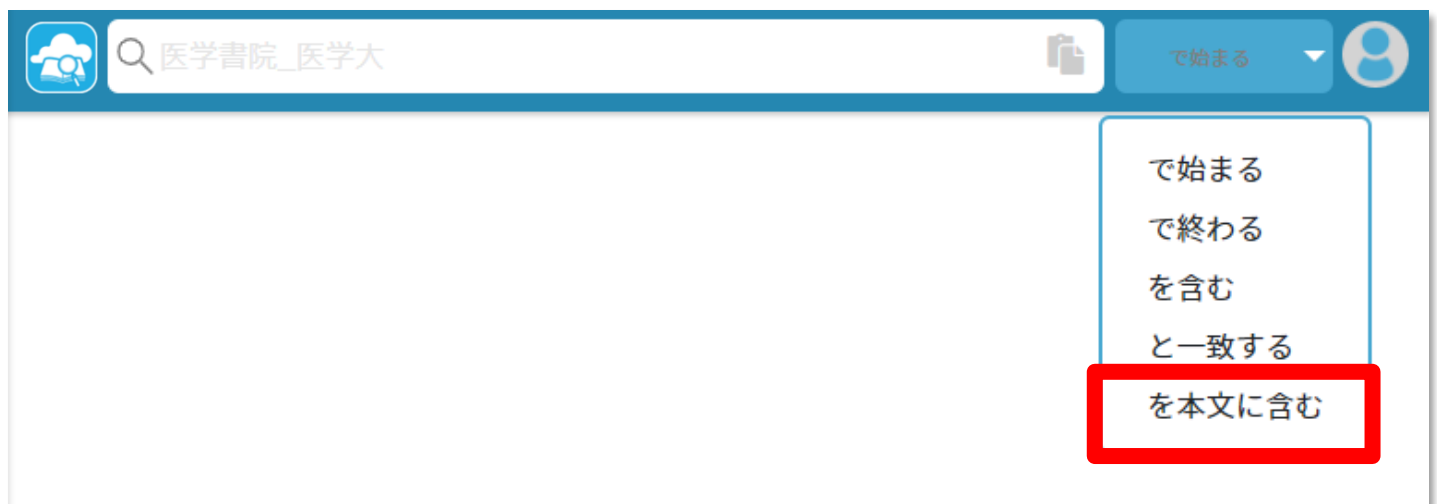 医学書院_医学大
で始まる
で始まる
で終わる
を含む
と一致する
を本文に含む